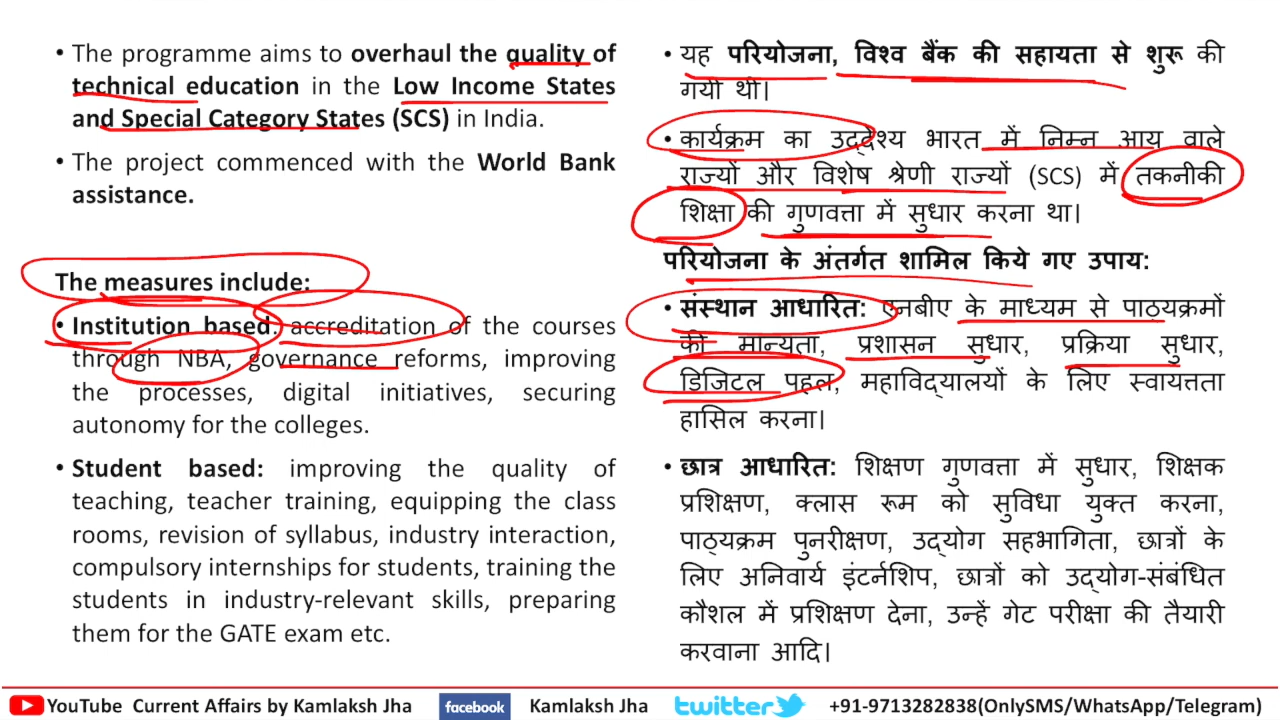 • The programme aims to overhaul the quality of
technical education in the Low Income States
and Special Category States (SCS) in India.
• The project commenced with the World Bank
assistance.
The measures include:
• Institution based: accreditation of the courses
through NBA, governance reforms, improving
the processes, digital initiatives, securing
autonomy for the colleges.
• Student based: improving the quality of
teaching, teacher training, equipping the class
rooms, revision of syllabus, industry interaction,
compulsory internships for students, training the
students in industry-relevant skills, preparing
them for the GATE exam etc.
• यह परियोजना, विश्व बैंक की सहायता से शुरू की
गयी थी।
• कार्यक्रम का उद्देश्य भारत में निम्न आय वाले
राज्यों और विशेष श्रेणी राज्यों (SCS) में तकनीकी
शिक्षा की गुणवत्ता में सुधार करना था।
परियोजना के अंतर्गत शामिल किये गए उपाय:
• संस्थान आधारित: एनबीए के माध्यम से पाठ्यक्रमों
की मान्यता, प्रशासन सुधार, प्रक्रिया सुधार,
डिजिटल पहल, महाविद्यालयों के लिए स्वायत्तता
हासिल करना।
• छात्र आधारित: शिक्षण गुणवत्ता में सुधार, शिक्षक
प्रशिक्षण, क्लास रूम को सुविधा युक्त करना,
पाठ्यक्रम पुनरीक्षण, उद्योग सहभागिता, छात्रों के
लिए अनिवार्य इंटर्नशिप, छात्रों को उद्योग-संबंधित
कौशल में प्रशिक्षण देना, उन्हें गेट परीक्षा की तैयारी
करवाना आदि।
YouTube Current Affairs by Kamlaksh Jha facebook Kamlaksh Jha twitter +91-9713282838(OnlySMS/WhatsApp/Telegram)